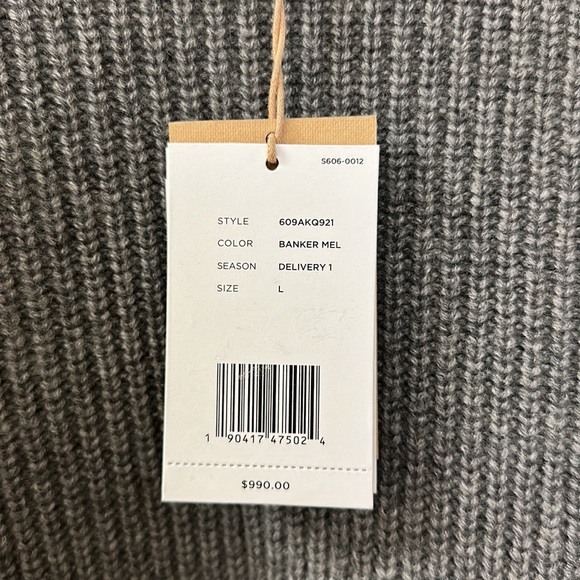 S606-0012
STYLE 609AKQ921
COLOR BANKER MEL
SEASON DELIVERY 1
SIZE L
1 90417 47502 4
$990.00